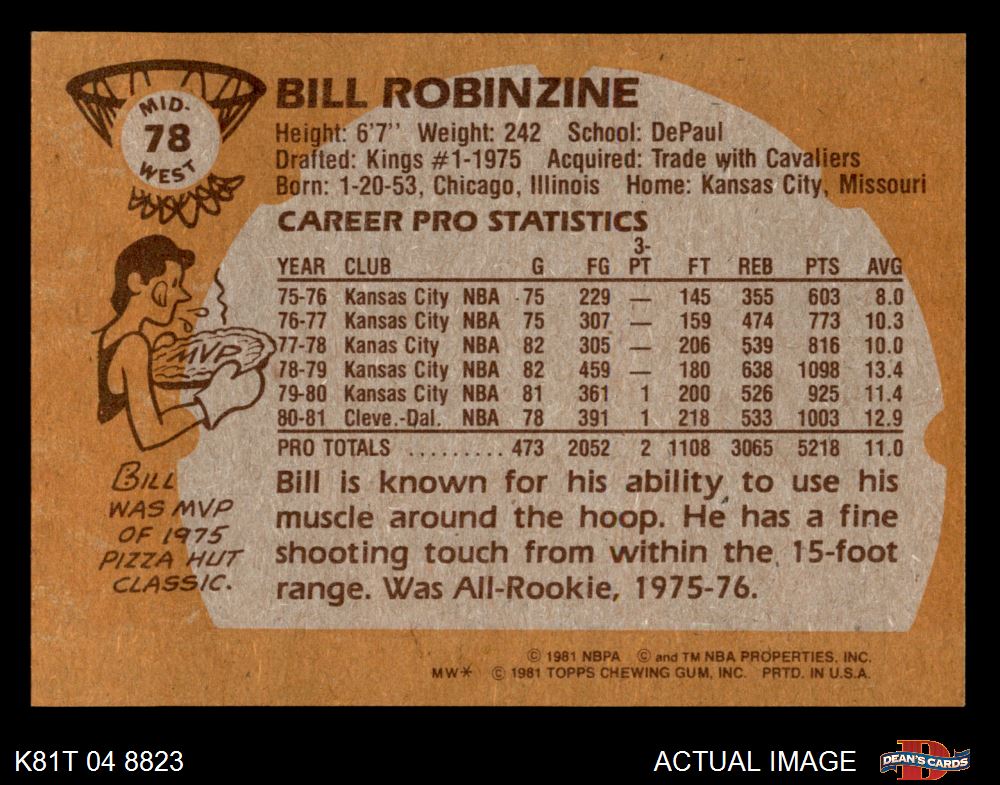 MID-
78
WEST
BILL ROBINZINE
Height: 6'7'' Weight: 242 School: DePaul
Drafted: Kings #1-1975 Acquired: Trade with Cavaliers
Born: 1-20-53, Chicago, Illinois Home: Kansas City, Missouri
CAREER PRO STATISTICS
YEAR CLUB G FG 3-PT FT REB PTS AVG
75-76 Kansas City NBA 75 229 — 145 355 603 8.0
76-77 Kansas City NBA 75 307 — 159 474 773 10.3
77-78 Kanas City NBA 82 305 — 206 539 816 10.0
78-79 Kansas City NBA 82 459 — 180 638 1098 13.4
79-80 Kansas City NBA 81 361 1 200 526 925 11.4
80-81 Cleve.-Dal. NBA 78 391 1 218 533 1003 12.9
PRO TOTALS ......... 473 2052 2 1108 3065 5218 11.0
MVP
BILL
WAS MVP
OF 1975
PIZZA HUT
CLASSIC.
Bill is known for his ability to use his
muscle around the hoop. He has a fine
shooting touch from within the 15-foot
range. Was All-Rookie, 1975-76.
© 1981 NBPA © and TM NBA PROPERTIES, INC.
MW* © 1981 TOPPS CHEWING GUM, INC. PRTD. IN U.S.A.
K81T 04 8823
ACTUAL IMAGE
D
DEAN'S CARDS